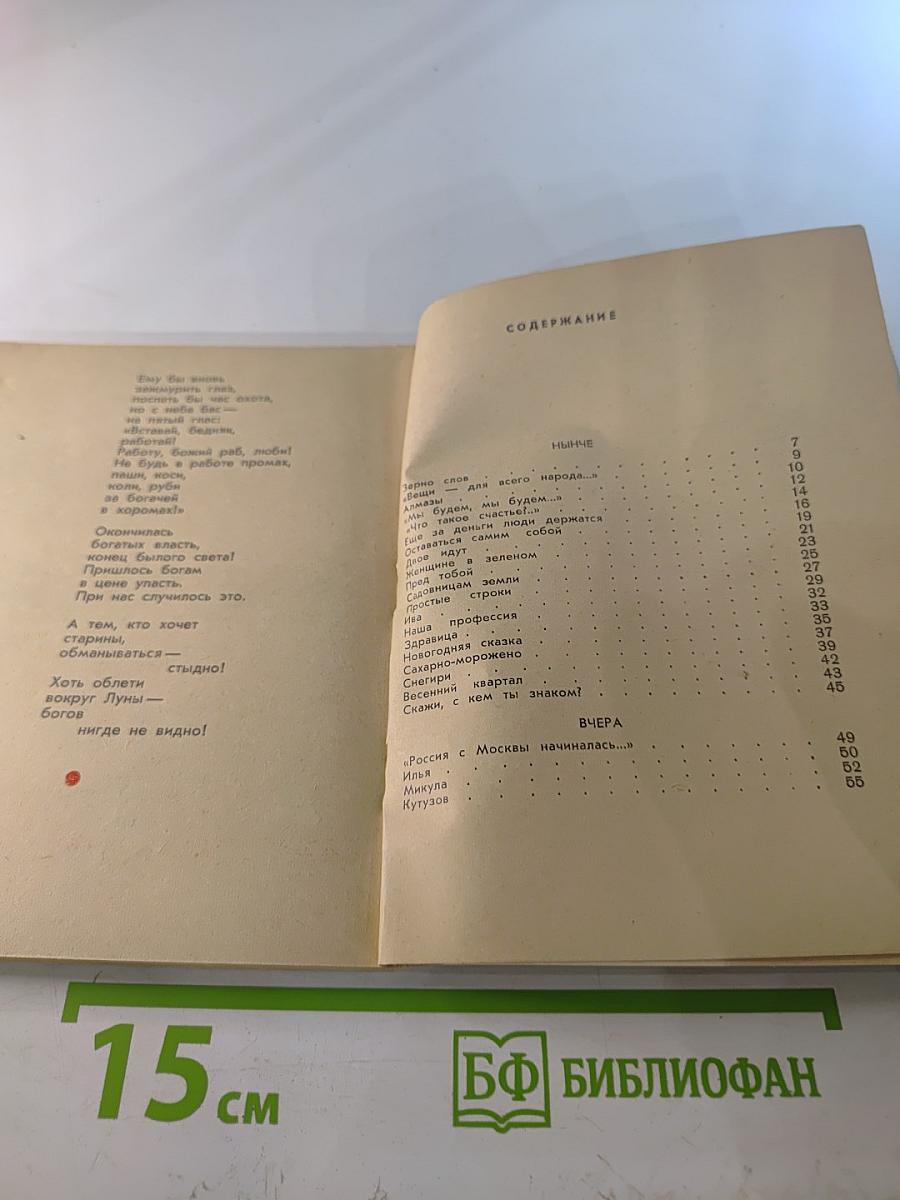 Ему бы вновь
зажмурить глаз,
поспать бы час охота,
но с неба бас —
на пятый глас:
«Вставай, бедняк,
работай!
Работу, божий раб, люби!
Не будь в работе промах,
паши, коси,
коли, руби
за богачей
в хоромах!»
Окончилась
богатых власть,
конец былого света!
Пришлось богам
в цене упасть.
При нас случилось это.
А тем, кто хочет
старины,
обманываться —
стыдно!
Хоть облети
вокруг Луны —
богов
нигде не видно!
СОДЕРЖАНИЕ
НЫНЧЕ
Зерно слов . . . . . 7
«Вещи — для всего народа...» . . . . . 9
Алмазы . . . . . 10
«Мы будем, мы будем...» . . . . . 12
«Что такое счастье?..» . . . . . 14
Еще за деньги люди держатся . . . . . 16
Оставаться самим собой . . . . . 19
Двое идут . . . . . 21
Женщине в зеленом . . . . . 23
Пред тобой . . . . . 25
Садовницам земли . . . . . 27
Простые строки . . . . . 29
Ива . . . . . 32
Наша профессия . . . . . 33
Здравица . . . . . 35
Новогодняя сказка . . . . . 37
Сахарно-морожено . . . . . 39
Снегири . . . . . 42
Весенний квартал . . . . . 43
Скажи, с кем ты знаком? . . . . . 45
ВЧЕРА
«Россия с Москвы начиналась...» . . . . . 49
Илья . . . . . 50
Микула . . . . . 52
Кутузов . . . . . 55
15 см
БФ БИБЛИОФАН